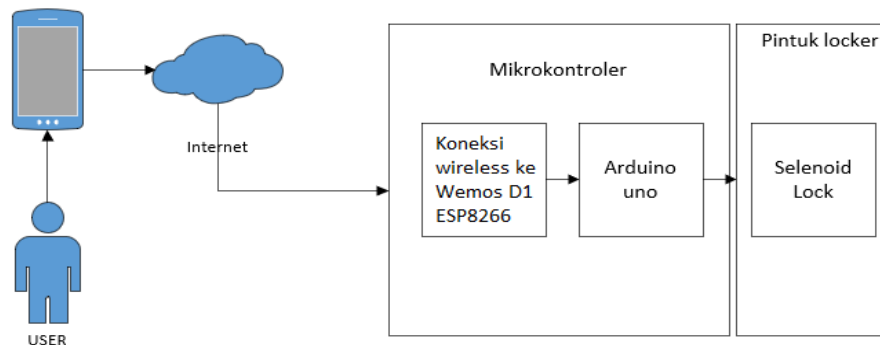 USER
Internet
Mikrokontroler
Koneksi
wireless ke
Wemos D1
ESP8266
Arduino
uno
Pintuk locker
Selenoid
Lock